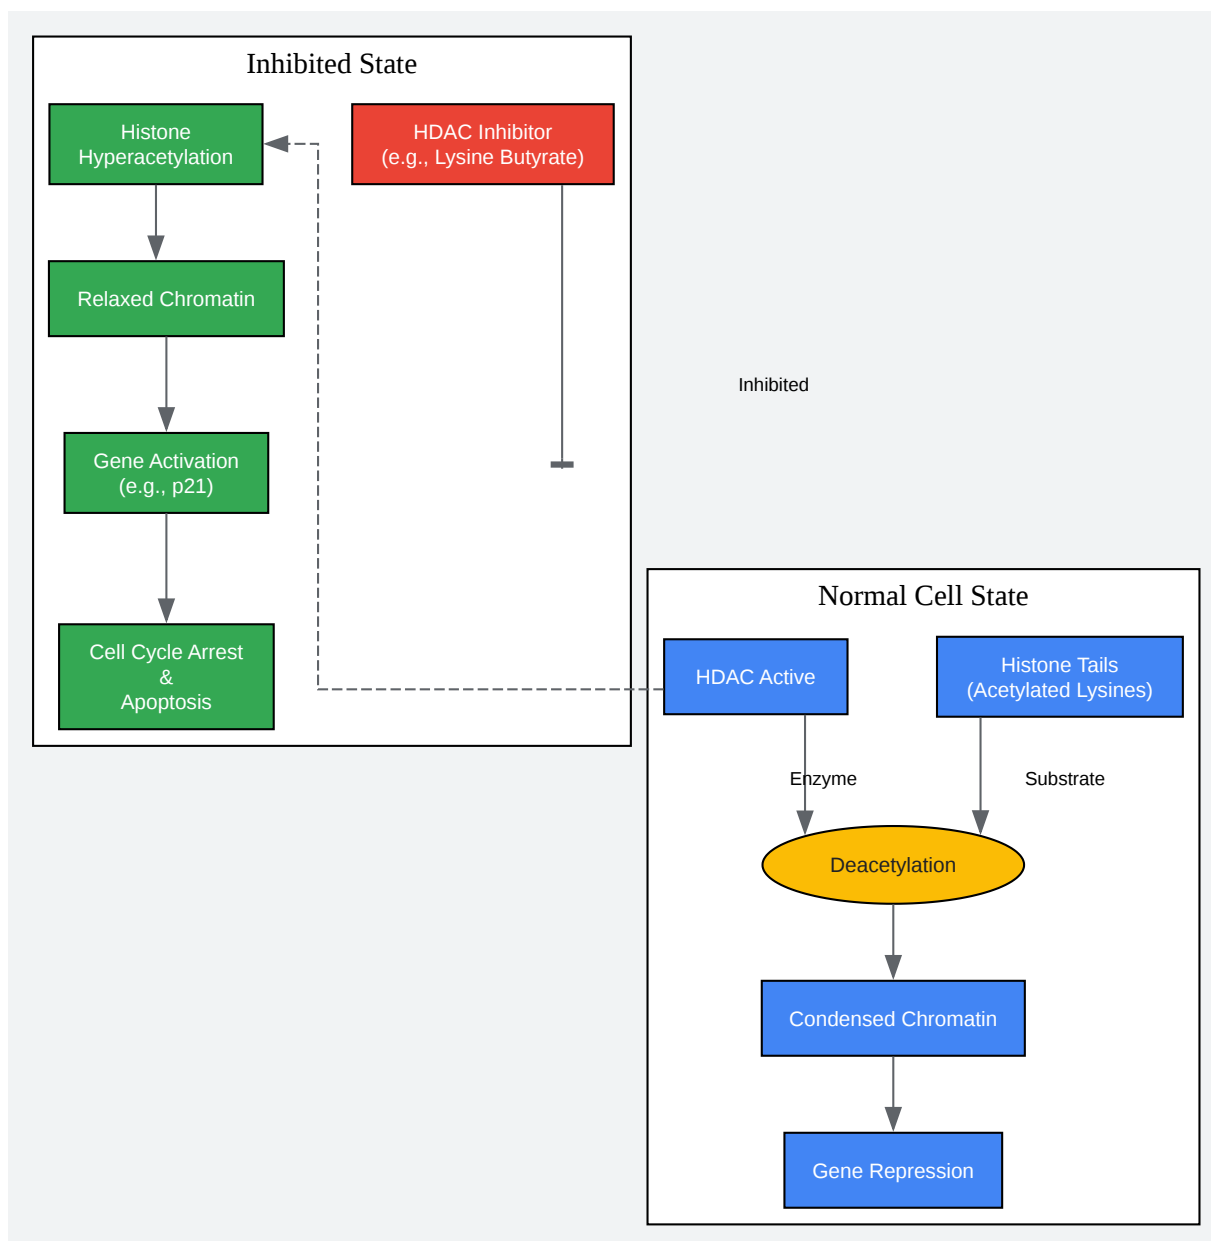 Inhibited State
Histone
Hyperacetylation
HDAC Inhibitor
(e.g., Lysine Butyrate)
Relaxed Chromatin
Inhibited
Gene Activation
(e.g., p21)
Cell Cycle Arrest
&
Apoptosis
Normal Cell State
HDAC Active
Histone Tails
(Acetylated Lysines)
Enzyme
Substrate
Deacetylation
Condensed Chromatin
Gene Repression